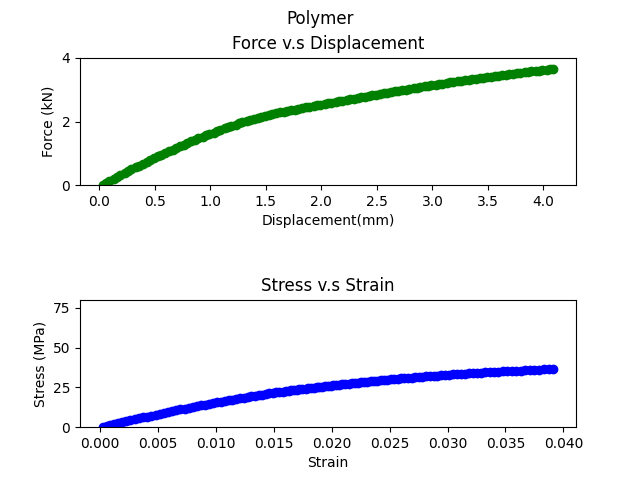 Polymer
Force v.s Displacement
4
2
0
Force (kN)
0.0 0.5 1.0 1.5 2.0 2.5 3.0 3.5 4.0
Displacement(mm)
Stress v.s Strain
75
50
25
0
Stress (MPa)
0.000 0.005 0.010 0.015 0.020 0.025 0.030 0.035 0.040
Strain